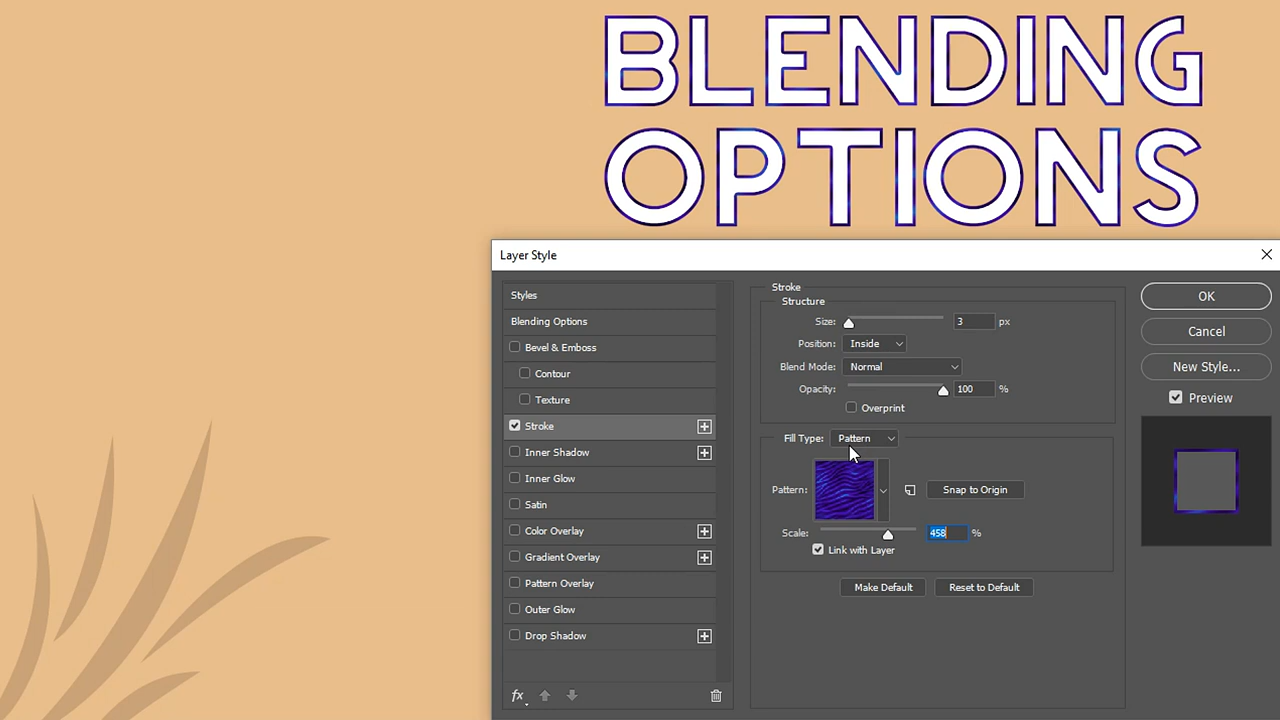 BLENDING
OPTIONS
Layer Style
Styles
Blending Options
Bevel & Emboss
Contour
Texture
Stroke
Inner Shadow
Inner Glow
Satin
Color Overlay
Gradient Overlay
Pattern Overlay
Outer Glow
Drop Shadow
fx
Stroke
Structure
Size: 3 px
Position: Inside
Blend Mode: Normal
Opacity: 100 %
Overprint
Fill Type: Pattern
Pattern: Snap to Origin
Scale: 458 %
Link with Layer
Make Default Reset to Default
OK
Cancel
New Style...
Preview